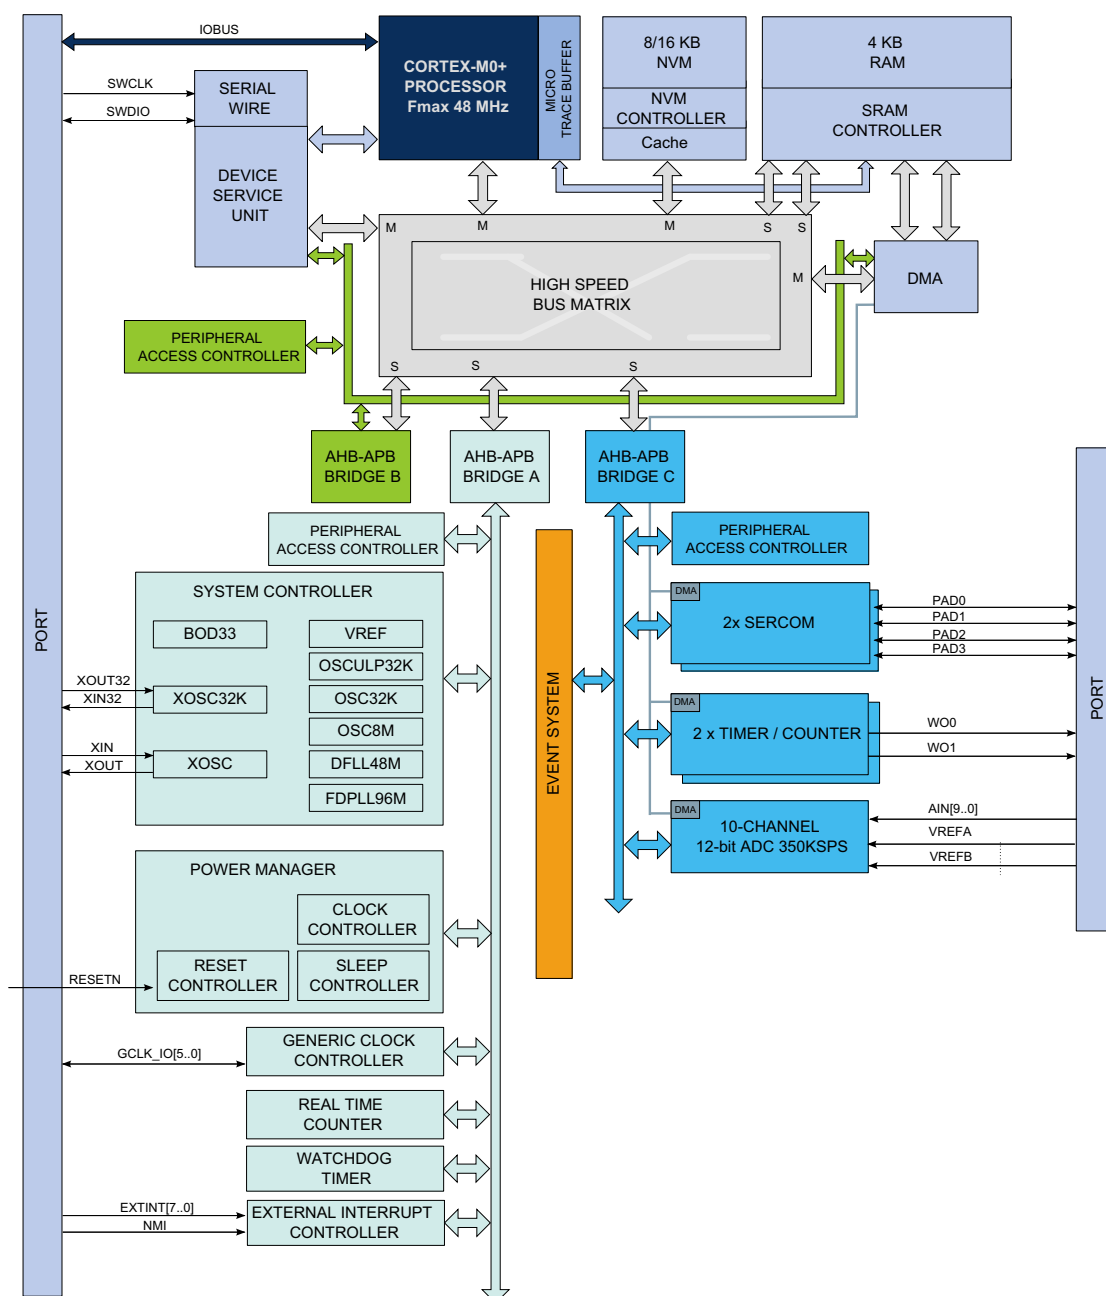 IOBUS
CORTEX-M0+
PROCESSOR
Fmax 48 MHz
MICRO
TRACE BUFFER
8/16 KB
NVM
NVM
CONTROLLER
Cache
4 KB
RAM
SRAM
CONTROLLER
SWCLK
SWDIO
SERIAL
WIRE
DEVICE
SERVICE
UNIT
M
M
M
S
S
M
HIGH SPEED
BUS MATRIX
DMA
PERIPHERAL
ACCESS CONTROLLER
S
S
S
AHB-APB
BRIDGE B
AHB-APB
BRIDGE A
AHB-APB
BRIDGE C
PORT
PERIPHERAL
ACCESS CONTROLLER
SYSTEM CONTROLLER
BOD33
VREF
OSCULP32K
XOUT32
XIN32
XOSC32K
OSC32K
OSC8M
XIN
XOUT
XOSC
DFLL48M
FDPLL96M
POWER MANAGER
CLOCK
CONTROLLER
RESETN
RESET
CONTROLLER
SLEEP
CONTROLLER
GCLK_IO[5..0]
GENERIC CLOCK
CONTROLLER
REAL TIME
COUNTER
WATCHDOG
TIMER
EXTINT[7..0]
NMI
EXTERNAL INTERRUPT
CONTROLLER
EVENT SYSTEM
PERIPHERAL
ACCESS CONTROLLER
DMA
2x SERCOM
PAD0
PAD1
PAD2
PAD3
DMA
2 x TIMER / COUNTER
WO0
WO1
DMA
10-CHANNEL
12-bit ADC 350KSPS
AIN[9..0]
VREFA
VREFB
PORT